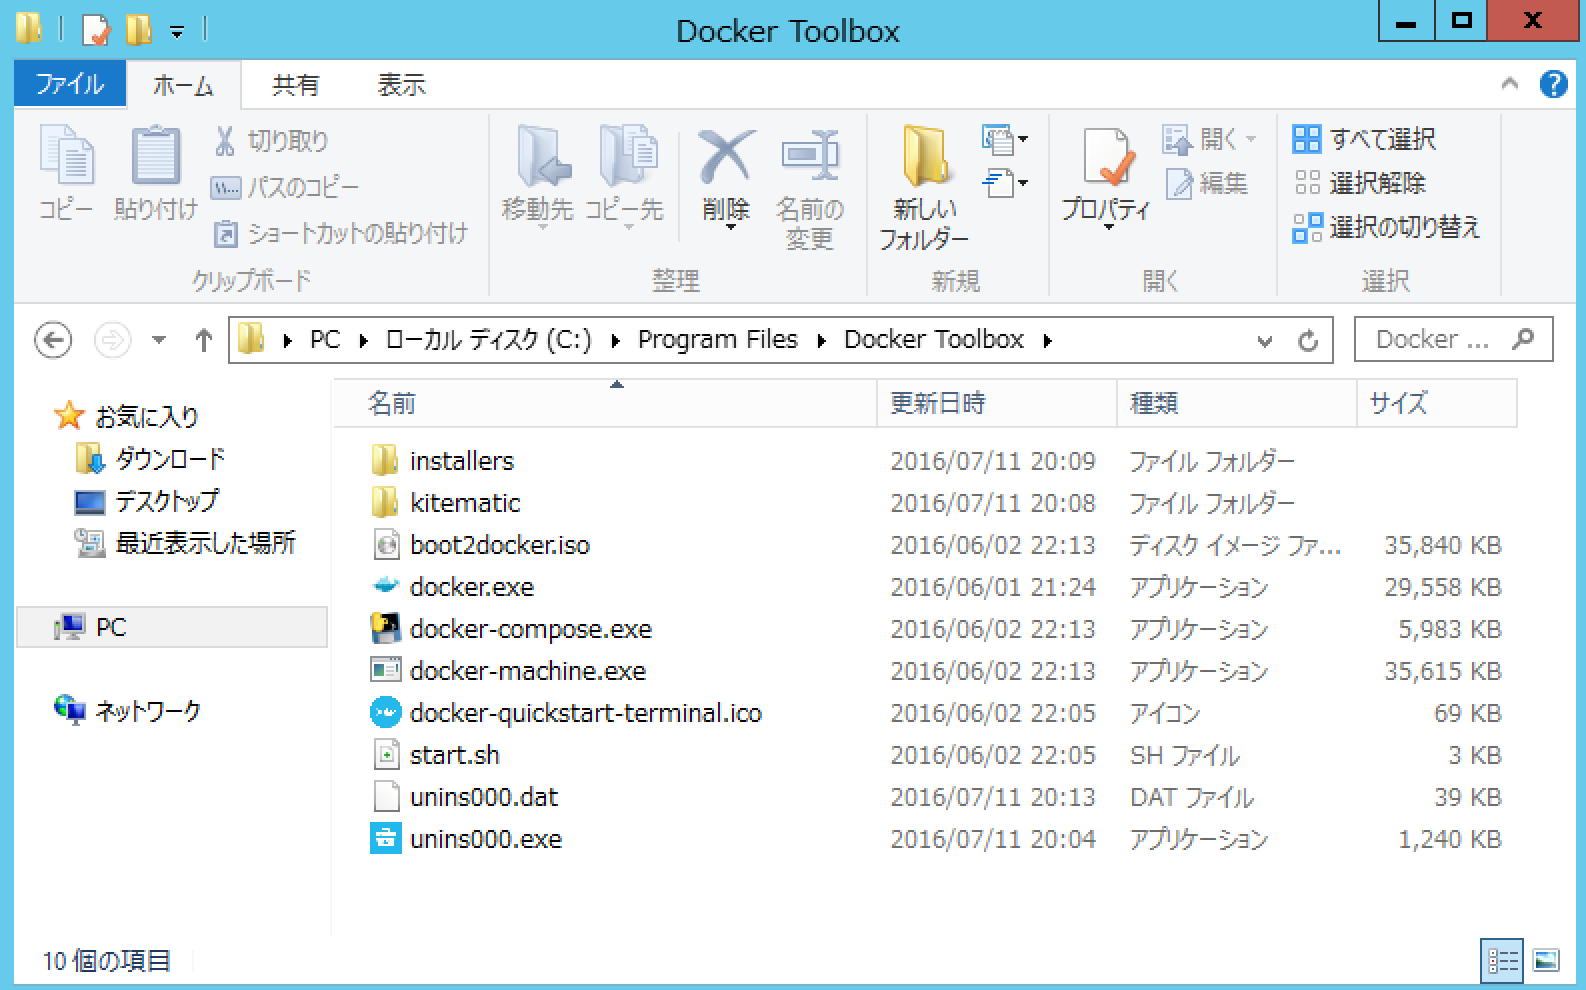 Docker Toolbox
ファイル ホーム 共有 表示
コピー
貼り付け
切り取り
パスのコピー
ショートカットの貼り付け
クリップボード
移動先
コピー先
削除
名前の
変更
整理
新しい
フォルダー
新規
プロパティ
開く
編集
開く
すべて選択
選択解除
選択の切り替え
選択
PC ローカル ディスク (C:) Program Files Docker Toolbox
Docker ...
お気に入り
ダウンロード
デスクトップ
最近表示した場所
PC
ネットワーク
名前 更新日時 種類 サイズ
installers 2016/07/11 20:09 ファイル フォルダー
kitematic 2016/07/11 20:08 ファイル フォルダー
boot2docker.iso 2016/06/02 22:13 ディスク イメージ ファ... 35,840 KB
docker.exe 2016/06/01 21:24 アプリケーション 29,558 KB
docker-compose.exe 2016/06/02 22:13 アプリケーション 5,983 KB
docker-machine.exe 2016/06/02 22:13 アプリケーション 35,615 KB
docker-quickstart-terminal.ico 2016/06/02 22:05 アイコン 69 KB
start.sh 2016/06/02 22:05 SH ファイル 3 KB
unins000.dat 2016/07/11 20:13 DAT ファイル 39 KB
unins000.exe 2016/07/11 20:04 アプリケーション 1,240 KB
10 個の項目